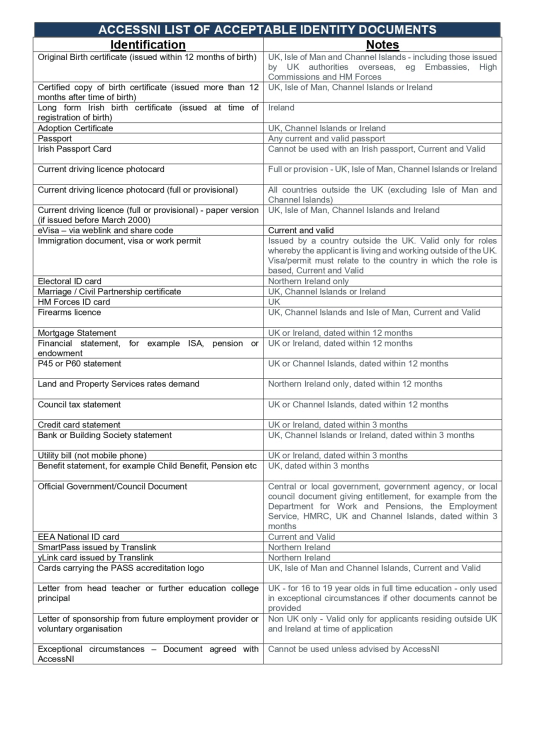 ACCESSNI LIST OF ACCEPTABLE IDENTITY DOCUMENTS
Identification
Notes
Original Birth certificate (issued within 12 months of birth)
UK, Isle of Man and Channel Islands - including those issued
by UK authorities overseas, eg Embassies, High
Commissions and HM Forces
Certified copy of birth certificate (issued more than 12
months after time of birth)
UK, Isle of Man, Channel Islands or Ireland
Long form Irish birth certificate (issued at time of
registration of birth)
Ireland
Adoption Certificate
UK, Channel Islands or Ireland
Passport
Any current and valid passport
Irish Passport Card
Cannot be used with an Irish passport, Current and Valid
Current driving licence photocard
Full or provision - UK, Isle of Man, Channel Islands or Ireland
Current driving licence photocard (full or provisional)
All countries outside the UK (excluding Isle of Man and
Channel Islands)
Current driving licence (full or provisional) - paper version
(if issued before March 2000)
UK, Isle of Man, Channel Islands and Ireland
eVisa – via weblink and share code
Current and valid
Immigration document, visa or work permit
Issued by a country outside the UK. Valid only for roles
whereby the applicant is living and working outside of the UK.
Visa/permit must relate to the country in which the role is
based, Current and Valid
Electoral ID card
Northern Ireland only
Marriage / Civil Partnership certificate
UK, Channel Islands or Ireland
HM Forces ID card
UK
Firearms licence
UK, Channel Islands and Isle of Man, Current and Valid
Mortgage Statement
UK or Ireland, dated within 12 months
Financial statement, for example ISA, pension or
endowment
UK or Ireland, dated within 12 months
P45 or P60 statement
UK or Channel Islands, dated within 12 months
Land and Property Services rates demand
Northern Ireland only, dated within 12 months
Council tax statement
UK or Channel Islands, dated within 12 months
Credit card statement
UK or Ireland, dated within 3 months
Bank or Building Society statement
UK, Channel Islands or Ireland, dated within 3 months
Utility bill (not mobile phone)
UK or Ireland, dated within 3 months
Benefit statement, for example Child Benefit, Pension etc
UK, dated within 3 months
Official Government/Council Document
Central or local government, government agency, or local
council document giving entitlement, for example from the
Department for Work and Pensions, the Employment
Service, HMRC, UK and Channel Islands, dated within 3
months
EEA National ID card
Current and Valid
SmartPass issued by Translink
Northern Ireland
yLink card issued by Translink
Northern Ireland
Cards carrying the PASS accreditation logo
UK, Isle of Man and Channel Islands, Current and Valid
Letter from head teacher or further education college
principal
UK - for 16 to 19 year olds in full time education - only used
in exceptional circumstances if other documents cannot be
provided
Letter of sponsorship from future employment provider or
voluntary organisation
Non UK only - Valid only for applicants residing outside UK
and Ireland at time of application
Exceptional circumstances – Document agreed with
AccessNI
Cannot be used unless advised by AccessNI